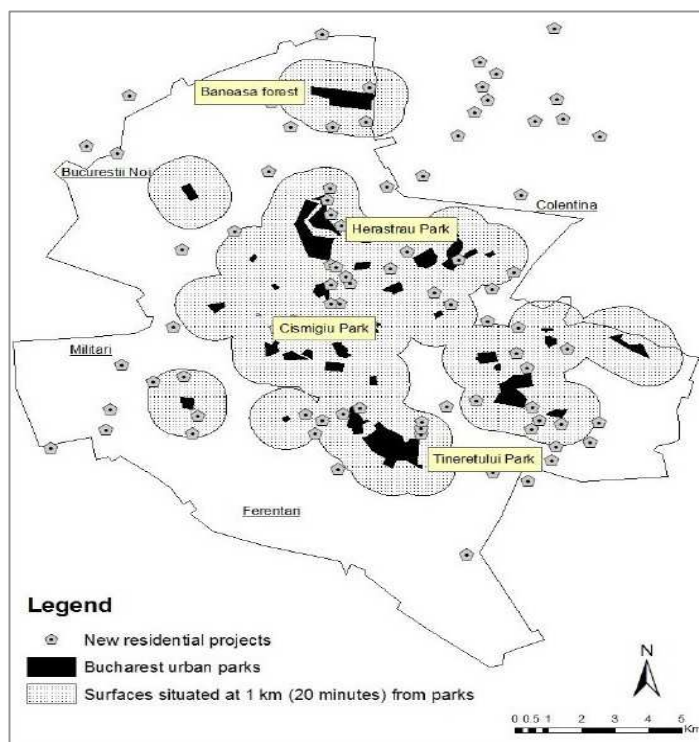 Baneasa forest
Bucurestii Noi
Colentina
Herastrau Park
Cismigiu Park
Militari
Tineretului Park
Ferentari
Legend
New residential projects
Bucharest urban parks
Surfaces situated at 1 km (20 minutes) from parks
N
0 0.5 1 2 3 4 5
Km